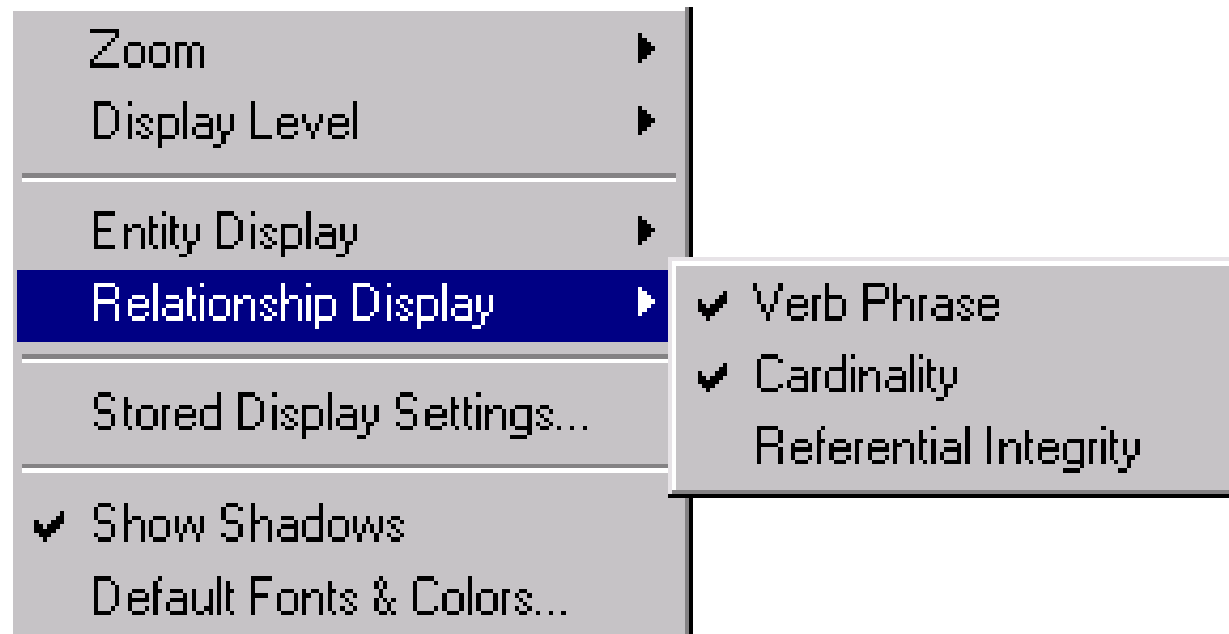 Zoom
Display Level
Entity Display
Relationship Display
Verb Phrase
Cardinality
Referential Integrity
Stored Display Settings...
Show Shadows
Default Fonts & Colors...